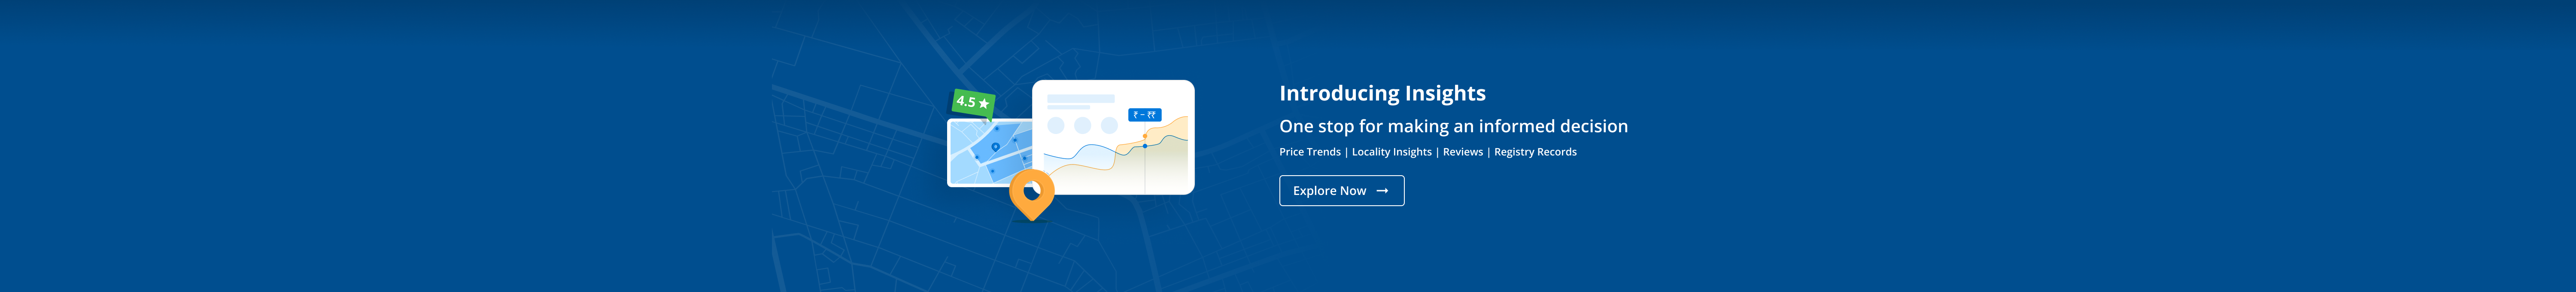 4.5 ★
₹ – ₹₹
Introducing Insights
One stop for making an informed decision
Price Trends | Locality Insights | Reviews | Registry Records
Explore Now →